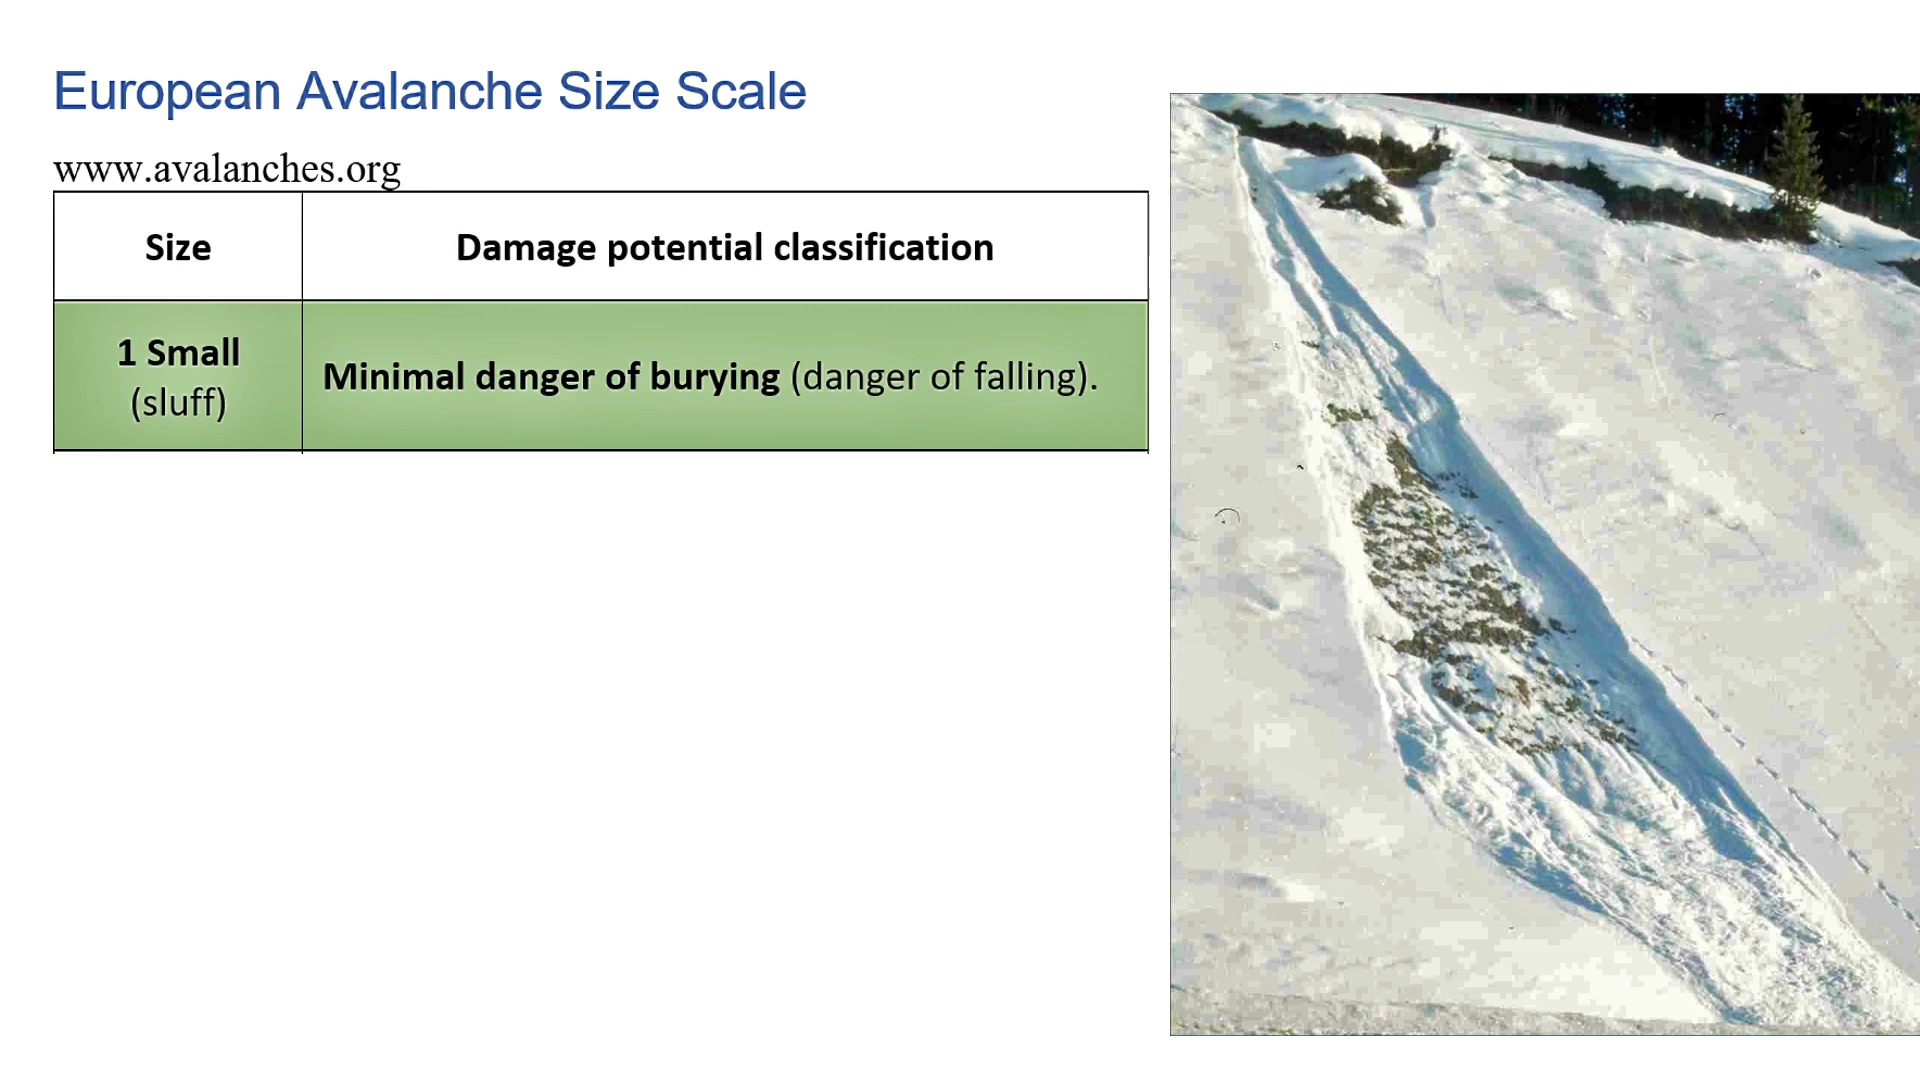 European Avalanche Size Scale
www.avalanches.org
Size
Damage potential classification
1 Small
(sluff)
Minimal danger of burying (danger of falling).